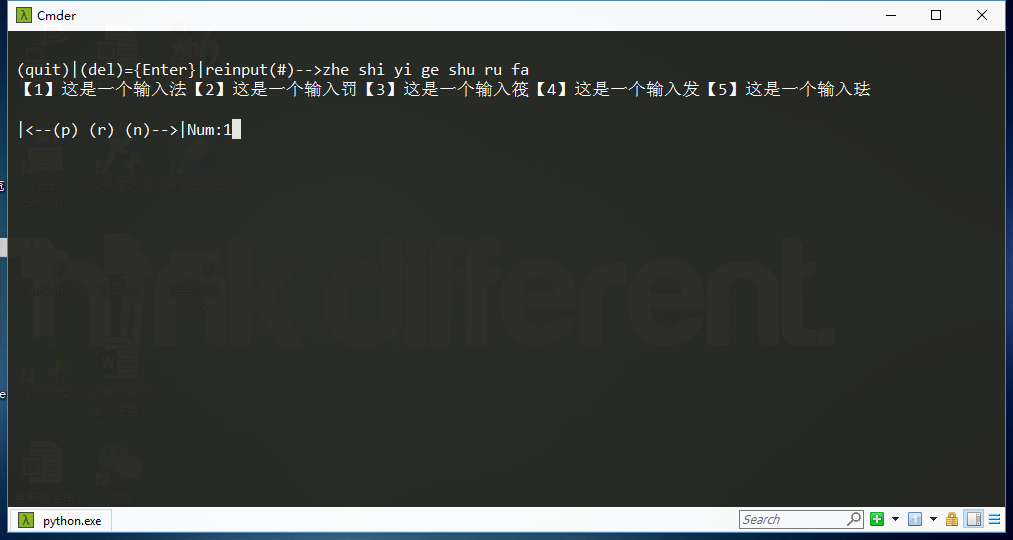 Cmder
(quit)|(del)={Enter}|reinput(#)-->zhe shi yi ge shu ru fa
【1】这是一个输入法【2】这是一个输入罚【3】这是一个输入筏【4】这是一个输入发【5】这是一个输入珐
|<--(p) (r) (n)-->|Num:1
think different.
python.exe
Search